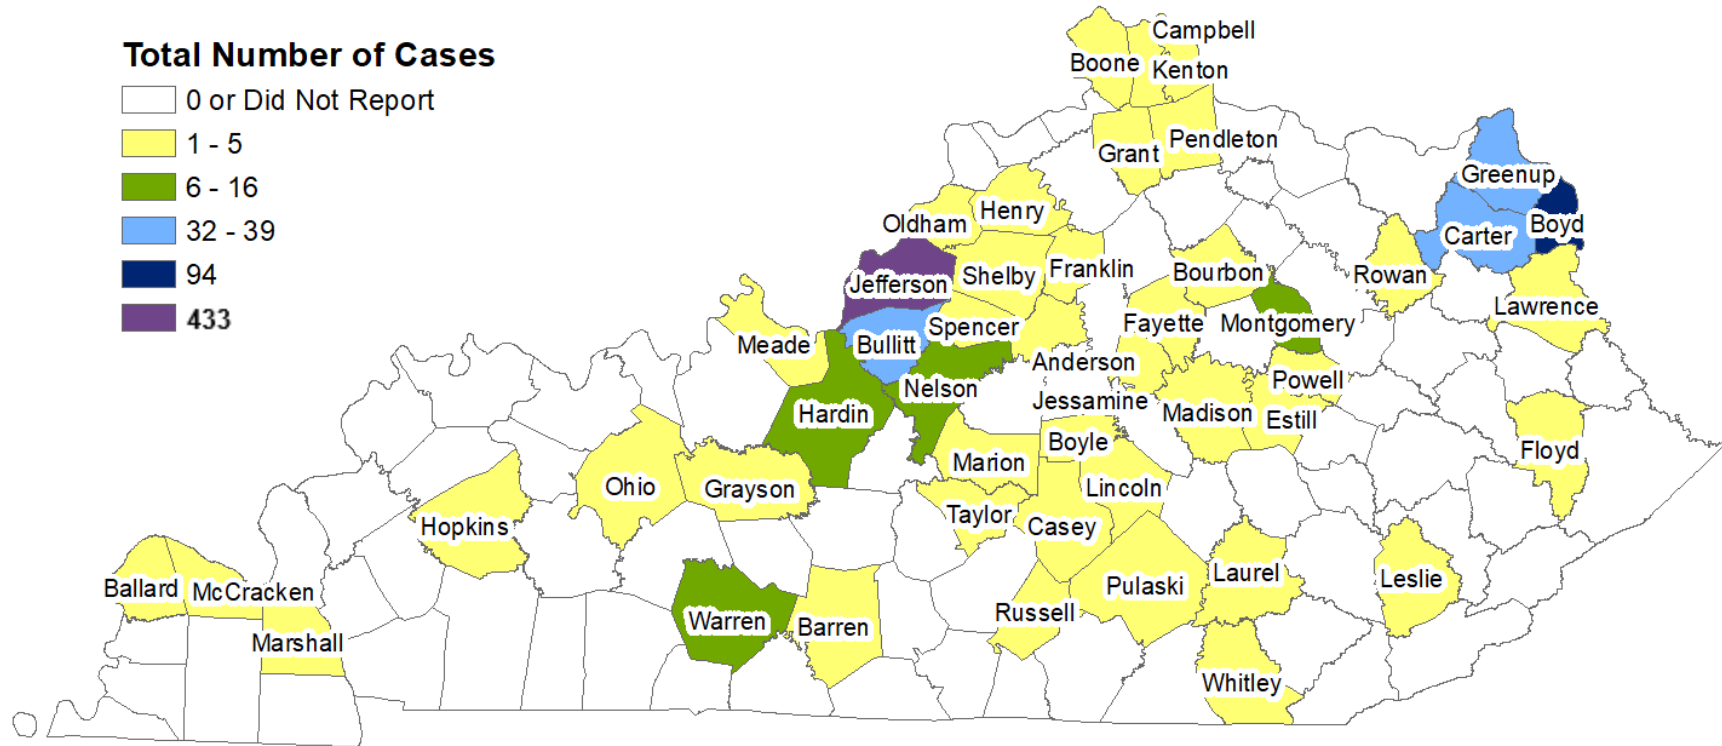 Total Number of Cases
0 or Did Not Report
1 - 5
6 - 16
32 - 39
94
433
Campbell
Boone
Kenton
Pendleton
Grant
Greenup
Oldham
Henry
Boyd
Carter
Jefferson
Shelby
Franklin
Bourbon
Rowan
Lawrence
Meade
Bullitt
Spencer
Fayette
Montgomery
Anderson
Nelson
Powell
Hardin
Jessamine
Madison
Estill
Boyle
Floyd
Marion
Ohio
Grayson
Lincoln
Hopkins
Taylor
Casey
Ballard
McCracken
Pulaski
Laurel
Leslie
Marshall
Warren
Barren
Russell
Whitley